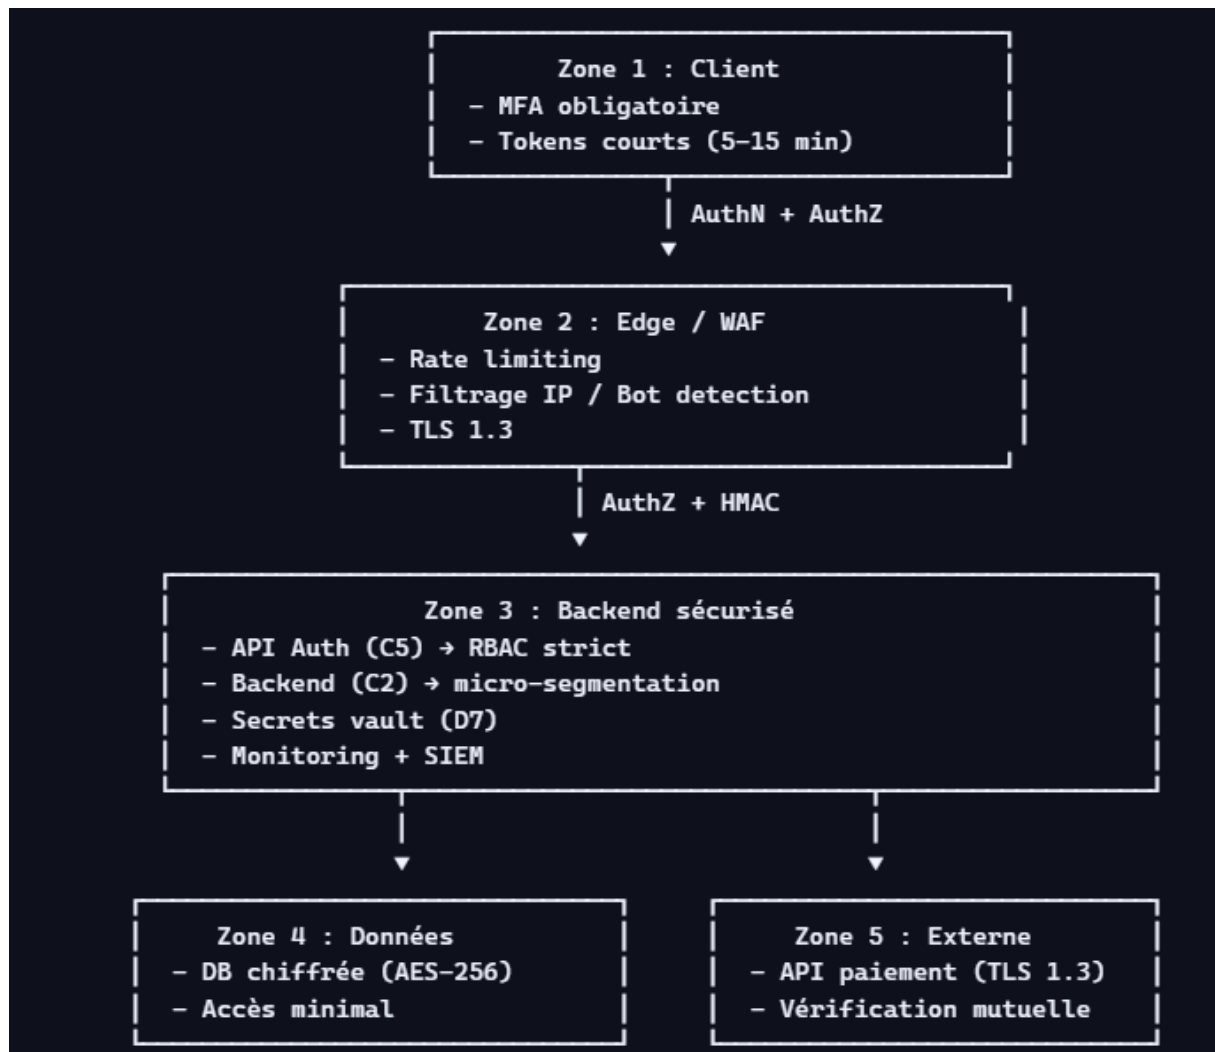 Zone 1 : Client
- MFA obligatoire
- Tokens courts (5-15 min)
AuthN + AuthZ
Zone 2 : Edge / WAF
- Rate limiting
- Filtrage IP / Bot detection
- TLS 1.3
AuthZ + HMAC
Zone 3 : Backend sécurisé
- API Auth (C5) → RBAC strict
- Backend (C2) → micro-segmentation
- Secrets vault (D7)
- Monitoring + SIEM
Zone 4 : Données
- DB chiffrée (AES-256)
- Accès minimal
Zone 5 : Externe
- API paiement (TLS 1.3)
- Vérification mutuelle